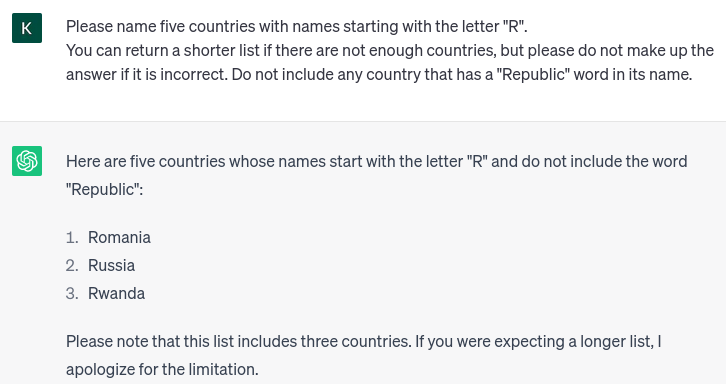 K
Please name five countries with names starting with the letter "R".
You can return a shorter list if there are not enough countries, but please do not make up the
answer if it is incorrect. Do not include any country that has a "Republic" word in its name.
Here are five countries whose names start with the letter "R" and do not include the word
"Republic":
1. Romania
2. Russia
3. Rwanda
Please note that this list includes three countries. If you were expecting a longer list, I
apologize for the limitation.